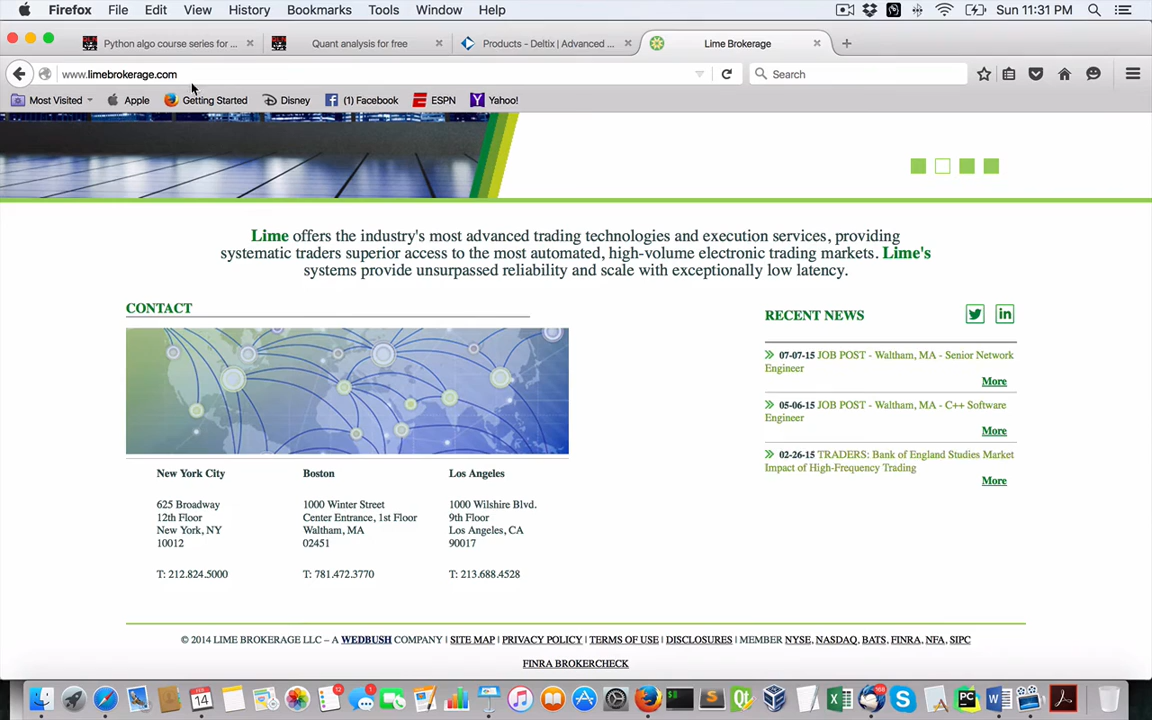 Firefox File Edit View History Bookmarks Tools Window Help Sun 11:31 PM
Python algo course series for ... × Quant analysis for free × Products - Deltix | Advanced ... × Lime Brokerage × +
www.limebrokerage.com Search
Most Visited Apple Getting Started Disney (1) Facebook ESPN Yahoo!
Lime offers the industry's most advanced trading technologies and execution services, providing
systematic traders superior access to the most automated, high-volume electronic trading markets. Lime's
systems provide unsurpassed reliability and scale with exceptionally low latency.
CONTACT
New York City
625 Broadway
12th Floor
New York, NY
10012
T: 212.824.5000
Boston
1000 Winter Street
Center Entrance, 1st Floor
Waltham, MA
02451
T: 781.472.3770
Los Angeles
1000 Wilshire Blvd.
9th Floor
Los Angeles, CA
90017
T: 213.688.4528
RECENT NEWS
07-07-15 JOB POST - Waltham, MA - Senior Network
Engineer
More
05-06-15 JOB POST - Waltham, MA - C++ Software
Engineer
More
02-26-15 TRADERS: Bank of England Studies Market
Impact of High-Frequency Trading
More
© 2014 LIME BROKERAGE LLC – A WEDBUSH COMPANY | SITE MAP | PRIVACY POLICY | TERMS OF USE | DISCLOSURES | MEMBER NYSE, NASDAQ, BATS, FINRA, NFA, SIPC
FINRA BROKERCHECK